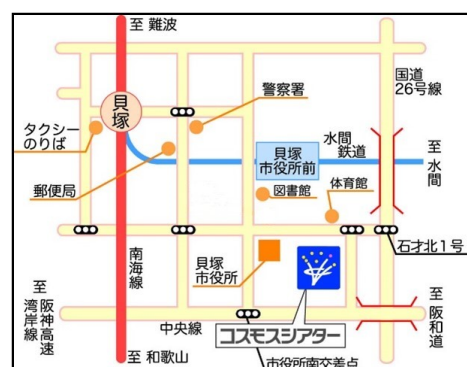 至 難波
国道
26号線
警察署
貝
塚
タクシー
のりば
水間
鉄道
貝塚
市役所前
至
水
間
郵便局
図書館
体育館
石才北1号
南
海
線
貝塚
市役所
至
阪
神
高
速
湾
岸
線
至
阪
和
道
中央線
コスモスシアター
至 和歌山
市役所南交差点